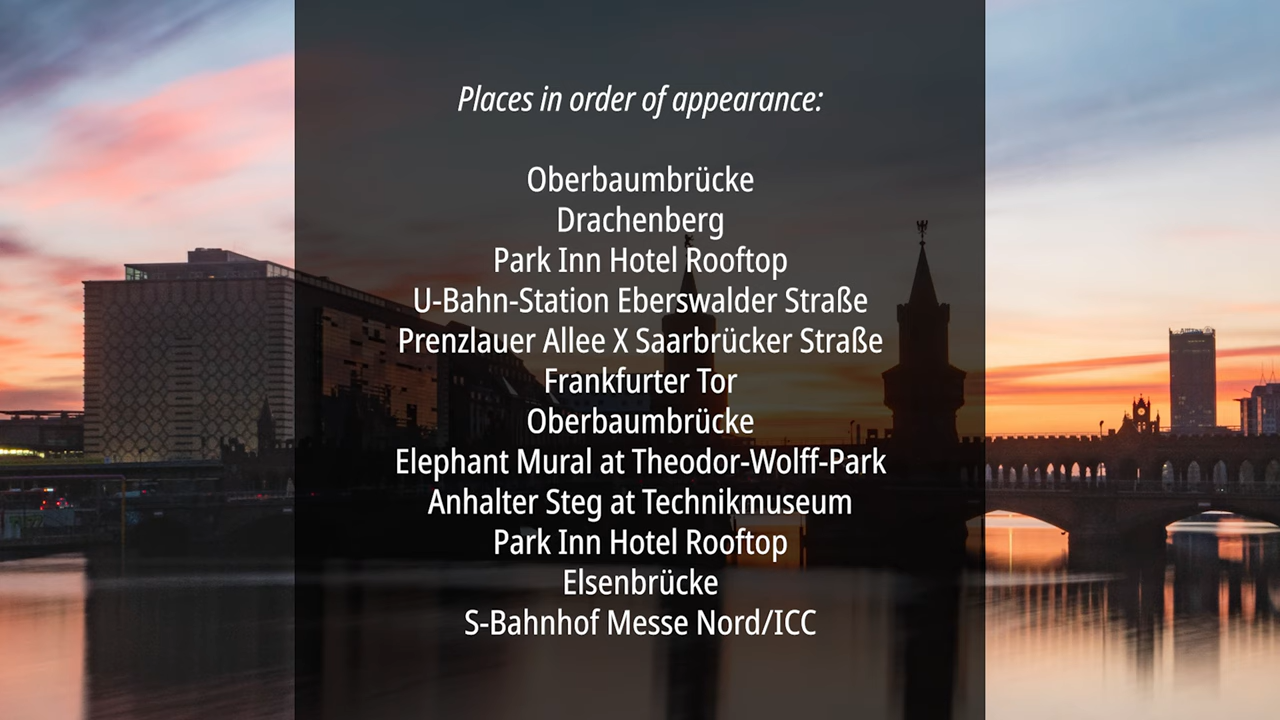 Places in order of appearance:
Oberbaumbrücke
Drachenberg
Park Inn Hotel Rooftop
U-Bahn-Station Eberswalder Straße
Prenzlauer Allee X Saarbrücker Straße
Frankfurter Tor
Oberbaumbrücke
Elephant Mural at Theodor-Wolff-Park
Anhalter Steg at Technikmuseum
Park Inn Hotel Rooftop
Elsenbrücke
S-Bahnhof Messe Nord/ICC